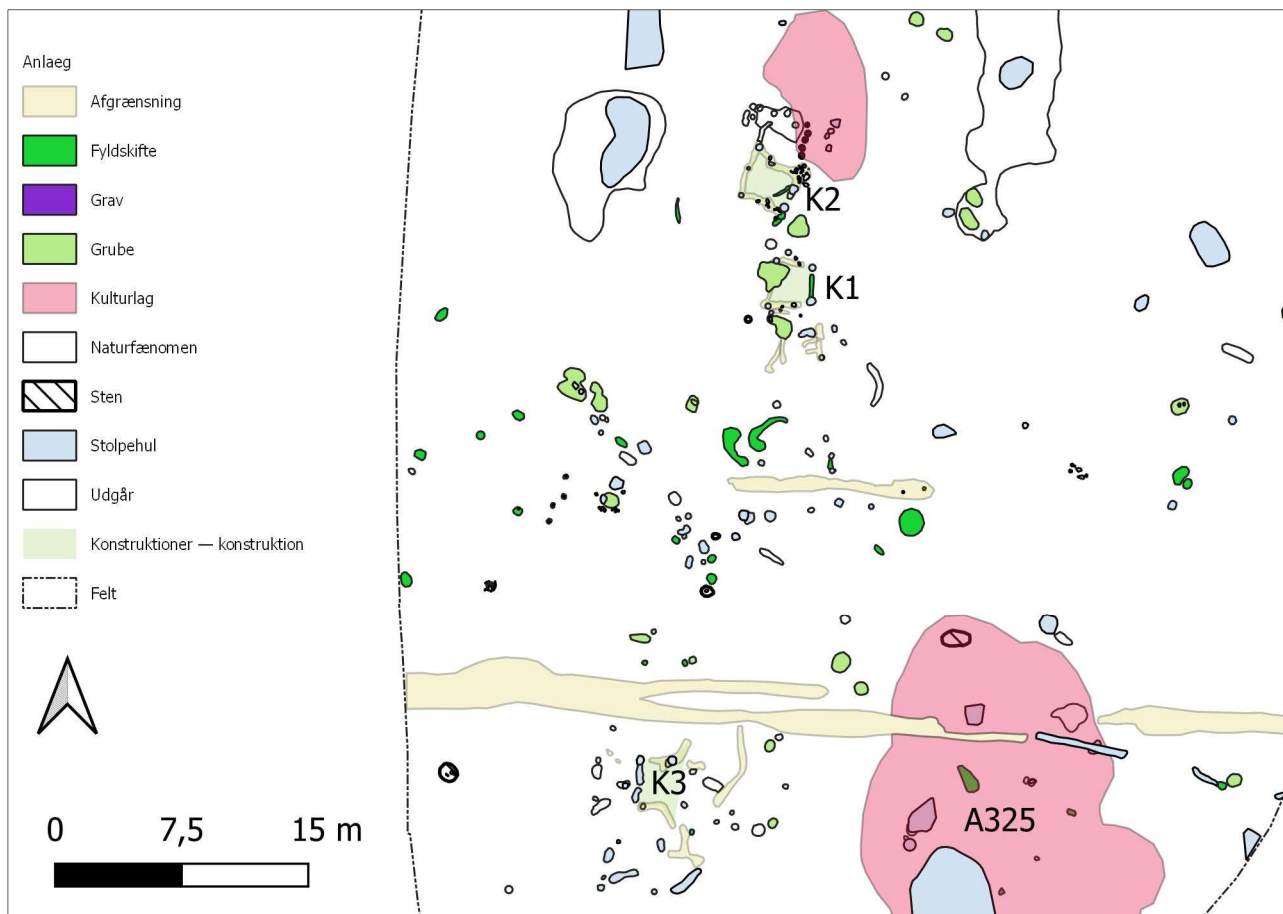 Anlaeg
Afgrænsning
Fyldskifte
Grav
Grube
Kulturlag
Naturfænomen
Sten
Stolpehul
Udgår
Konstruktioner — konstruktion
Felt
0 7,5 15 m
K2
K1
K3
A325